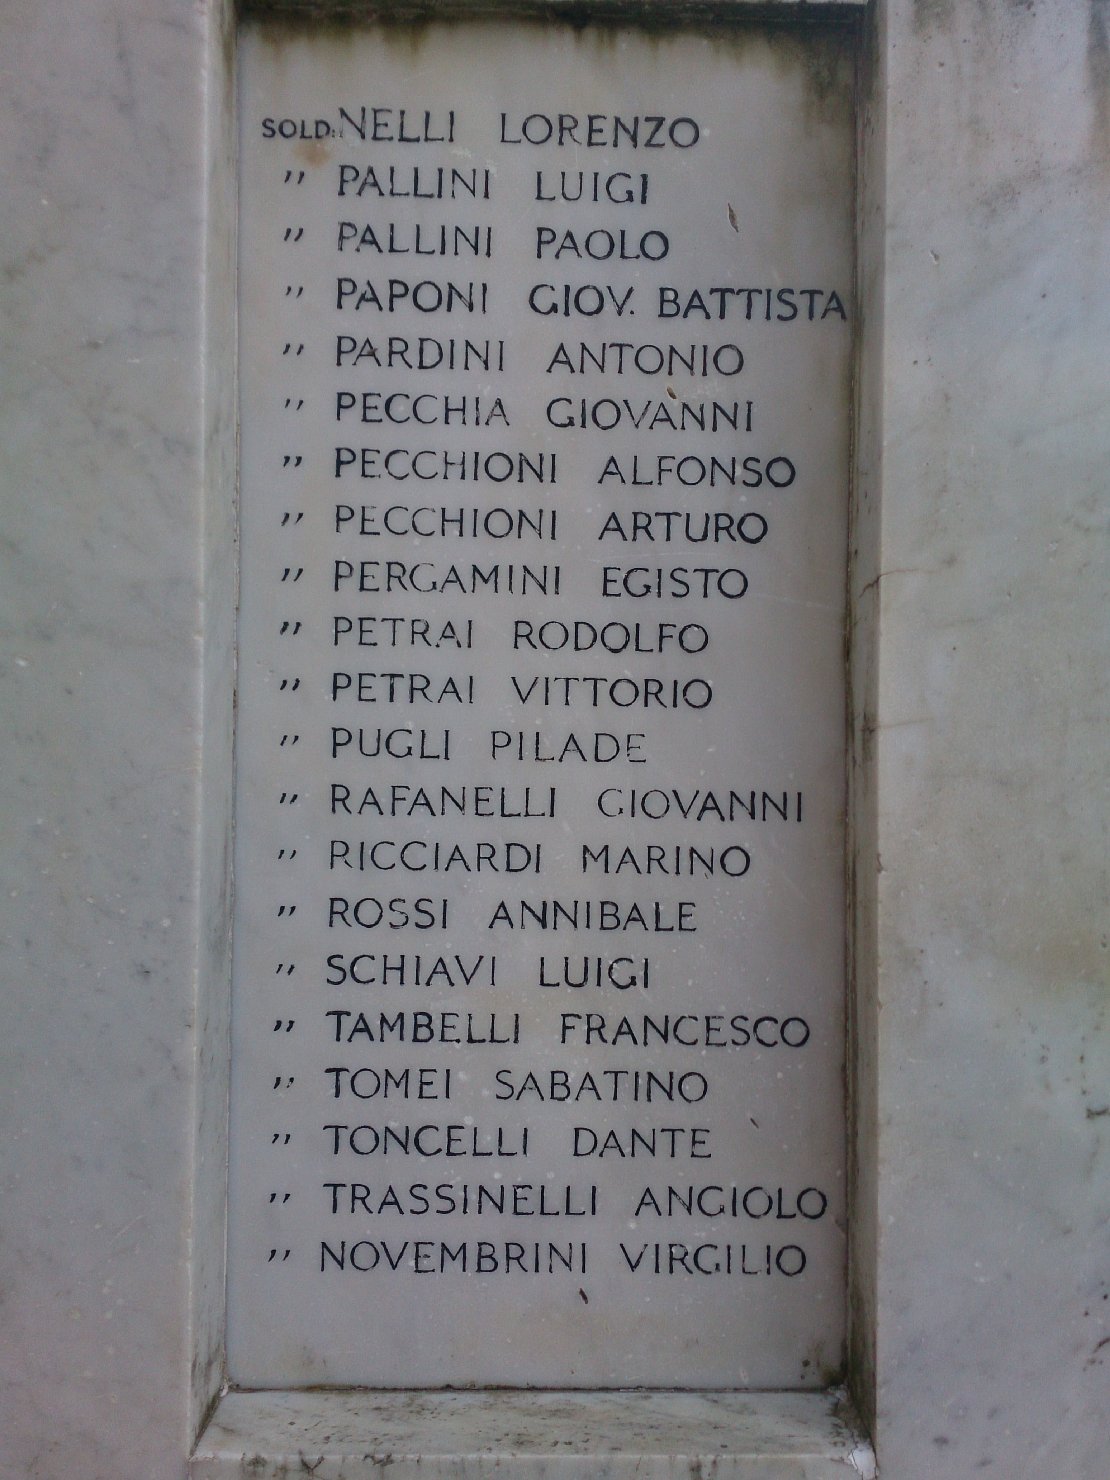 SOLD. NELLI LORENZO
" PALLINI LUIGI
" PALLINI PAOLO
" PAPONI GIOV. BATTISTA
" PARDINI ANTONIO
" PECCHIA GIOVANNI
" PECCHIONI ALFONSO
" PECCHIONI ARTURO
" PERGAMINI EGISTO
" PETRAI RODOLFO
" PETRAI VITTORIO
" PUGLI PILADE
" RAFANELLI GIOVANNI
" RICCIARDI MARINO
" ROSSI ANNIBALE
" SCHIAVI LUIGI
" TAMBELLI FRANCESCO
" TOMEI SABATINO
" TONCELLI DANTE
" TRASSINELLI ANGIOLO
" NOVEMBRINI VIRGILIO